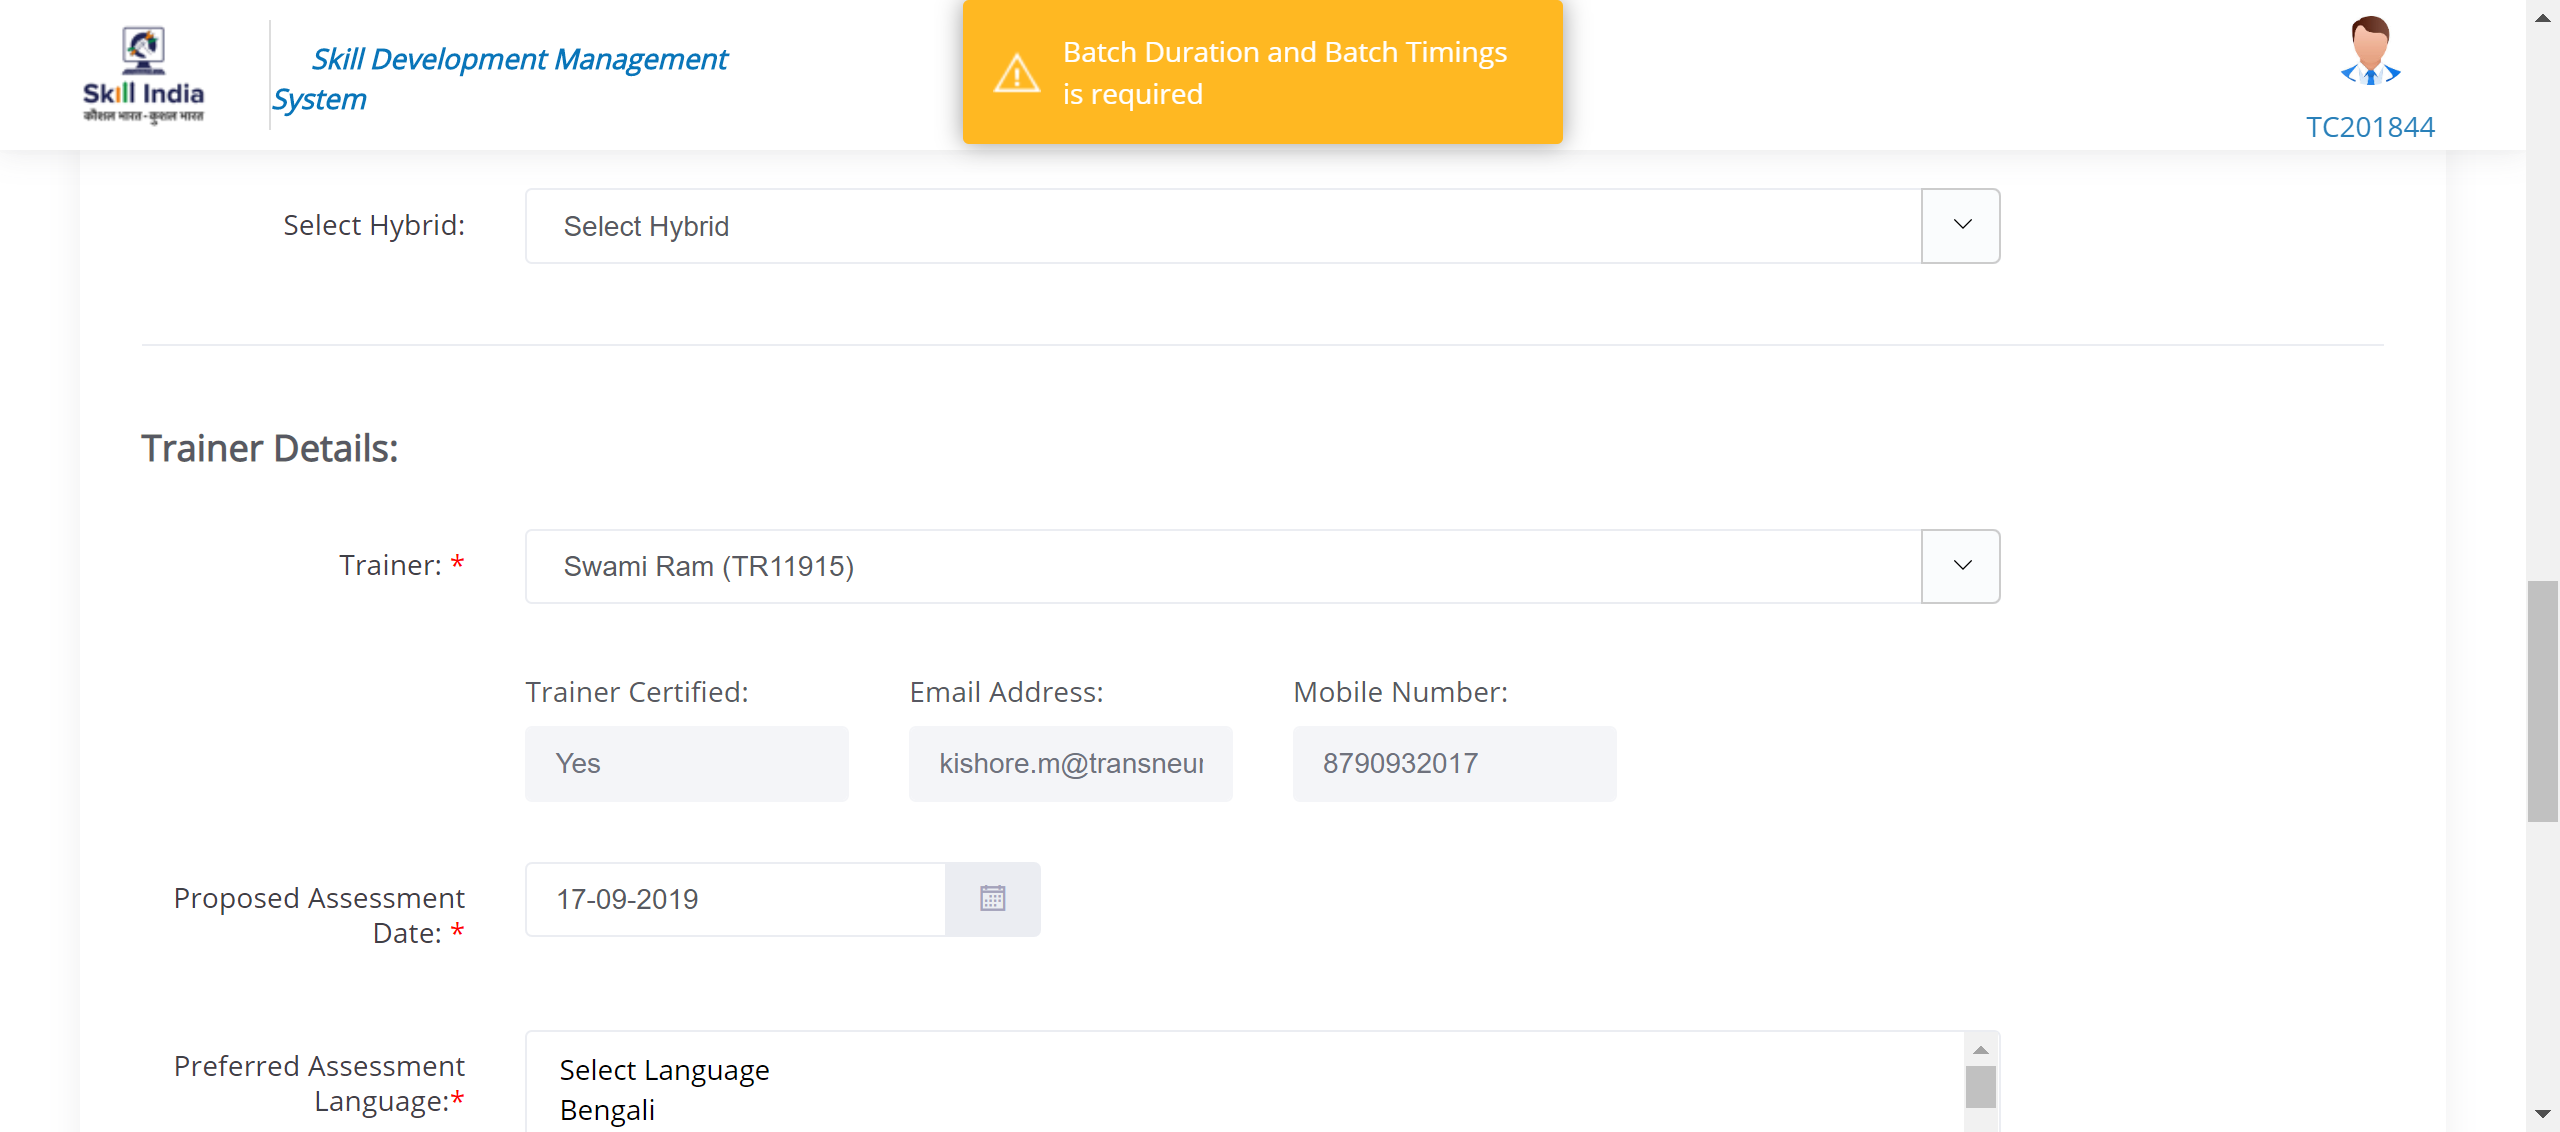 Skill India
कौशल भारत-कुशल भारत
Skill Development Management
System
Batch Duration and Batch Timings
is required
TC201844
Select Hybrid:
Select Hybrid
Trainer Details:
Trainer: *
Swami Ram (TR11915)
Trainer Certified:
Email Address:
Mobile Number:
Yes
kishore.m@transneur
8790932017
Proposed Assessment
Date: *
17-09-2019
Preferred Assessment
Language:*
Select Language
Bengali